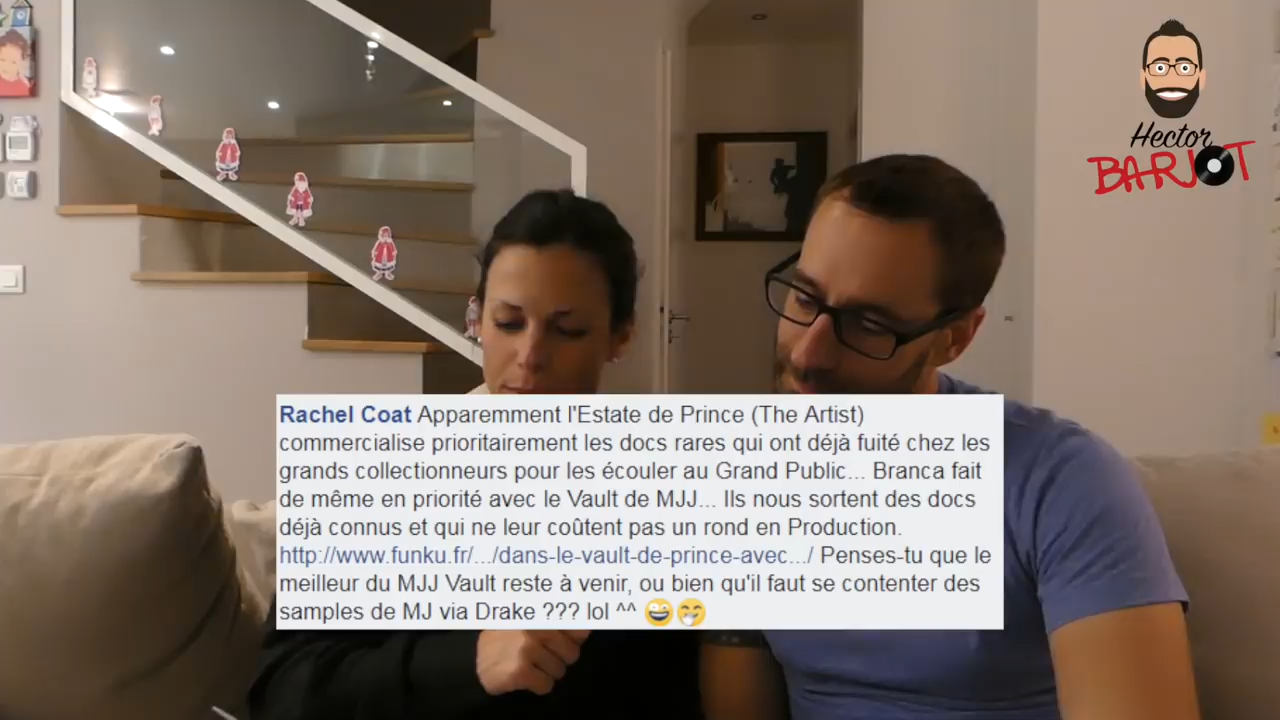 Hector
BARJOT
Rachel Coat Apparemment l'Estate de Prince (The Artist)
commercialise prioritairement les docs rares qui ont déjà fuité chez les
grands collectionneurs pour les écouler au Grand Public... Branca fait
de même en priorité avec le Vault de MJJ... Ils nous sortent des docs
déjà connus et qui ne leur coûtent pas un rond en Production.
http://www.funku.fr/.../dans-le-vault-de-prince-avec.../ Penses-tu que le
meilleur du MJJ Vault reste à venir, ou bien qu'il faut se contenter des
samples de MJ via Drake ??? lol ^^ 😄😁